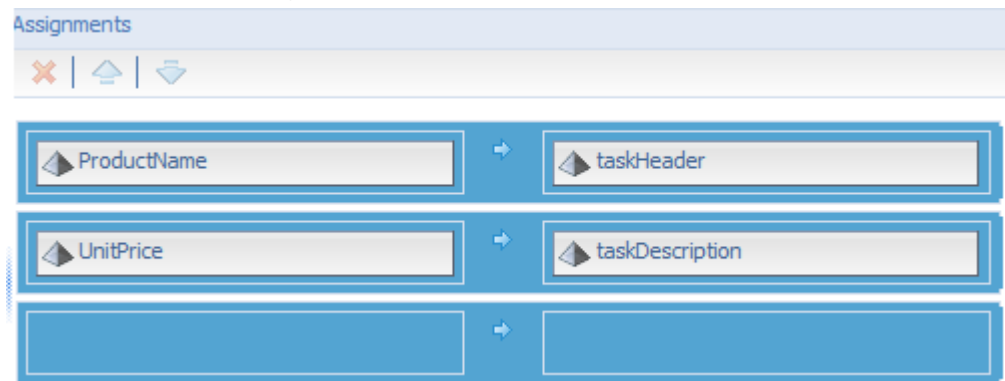 Assignments
ProductName
taskHeader
UnitPrice
taskDescription